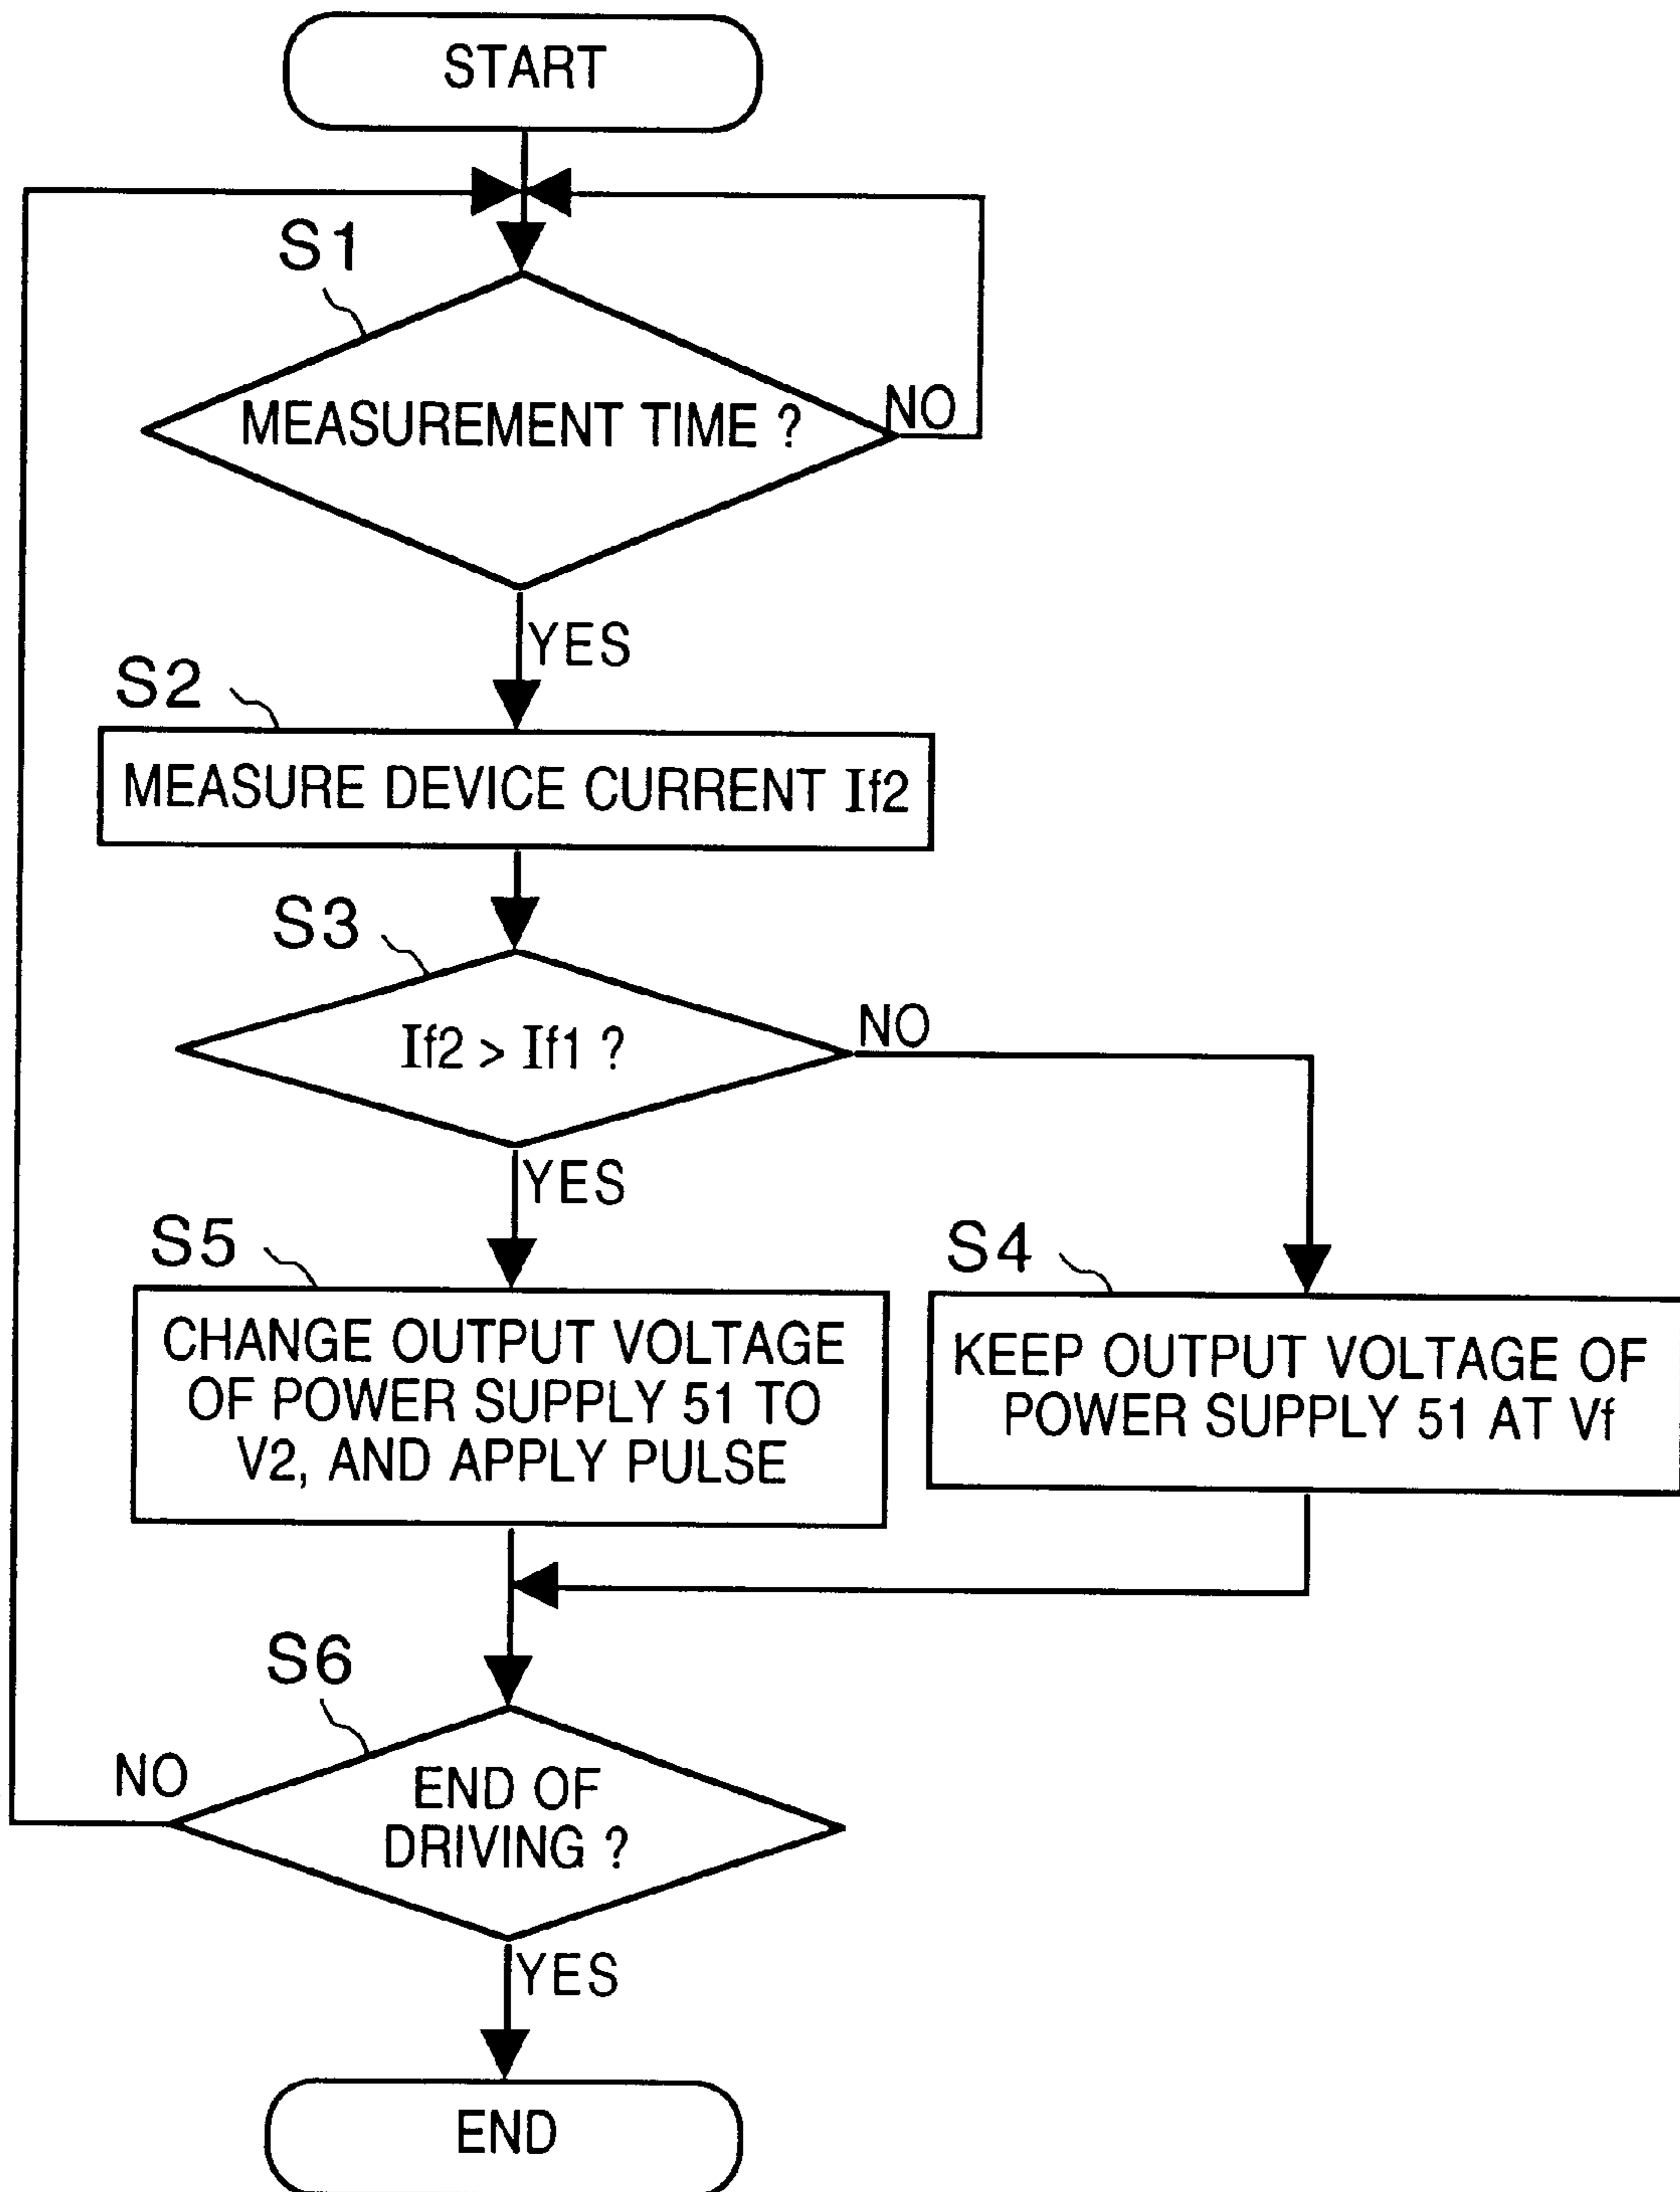 START
S1
MEASUREMENT TIME ?
NO
YES
S2
MEASURE DEVICE CURRENT If2
S3
If2 > If1 ?
NO
YES
S5
CHANGE OUTPUT VOLTAGE
OF POWER SUPPLY 51 TO
V2, AND APPLY PULSE
S4
KEEP OUTPUT VOLTAGE OF
POWER SUPPLY 51 AT Vf
S6
NO
END OF
DRIVING ?
YES
END